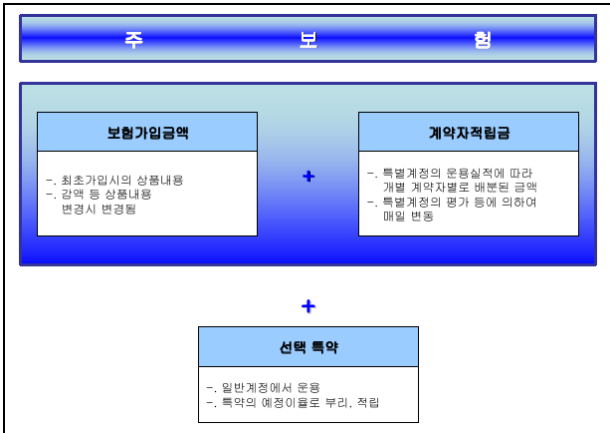 주 보 험
보험가입금액
-. 최초가입시의 상품내용
-. 감액 등 상품내용
변경시 변경됨
+
계약자적립금
-. 특별계정의 운용실적에 따라
개별 계약자별로 배분된 금액
-. 특별계정의 평가 등에 의하여
매일 변동
+
선택 특약
-. 일반계정에서 운용
-. 특약의 예정이율로 부리, 적립